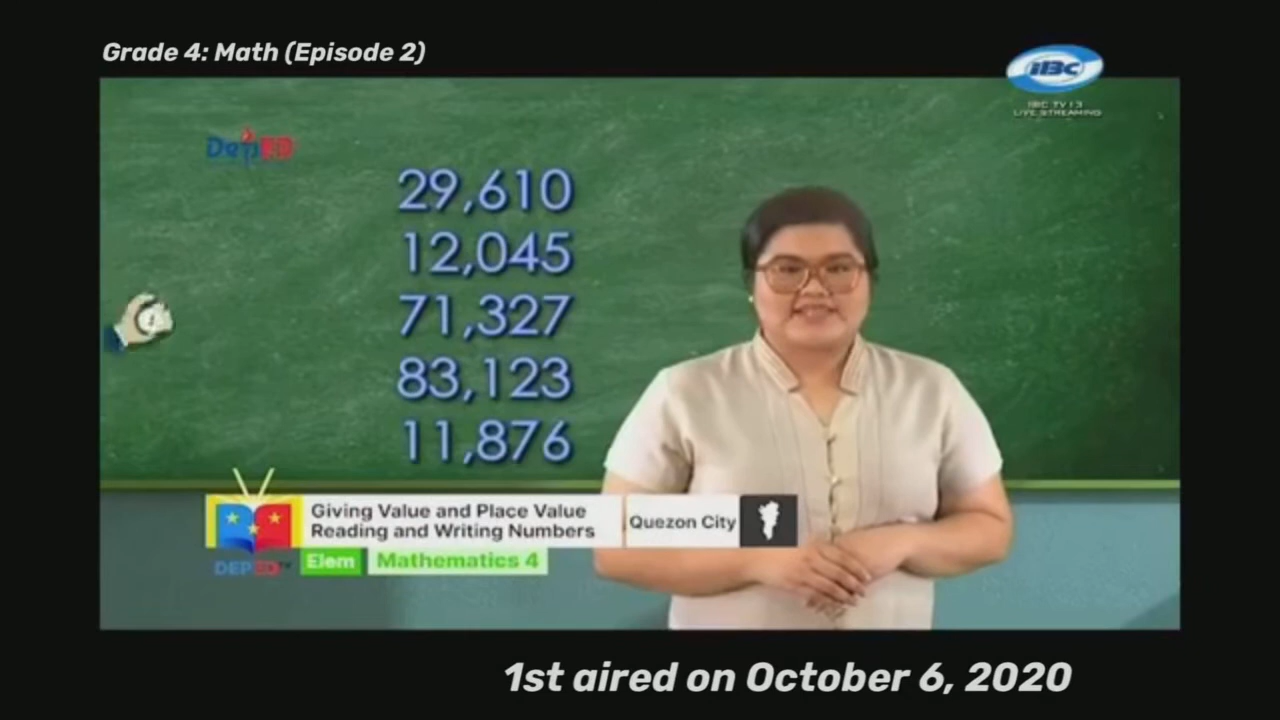 Grade 4: Math (Episode 2)
iBC
IBC TV 13
LIVE STREAMING
DepED
29,610
12,045
71,327
83,123
11,876
Giving Value and Place Value
Reading and Writing Numbers
Quezon City
DEPED TV
Elem
Mathematics 4
1st aired on October 6, 2020